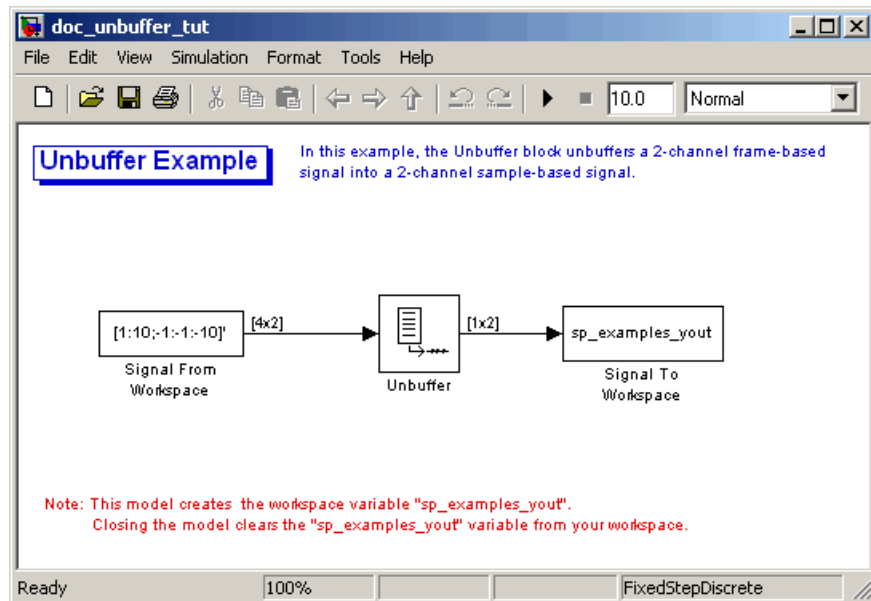 doc_unbuffer_tut
File Edit View Simulation Format Tools Help
10.0 Normal
Unbuffer Example
In this example, the Unbuffer block unbuffers a 2-channel frame-based
signal into a 2-channel sample-based signal.
[1:10;-1:-1:-10]'
[4x2]
[1x2]
sp_examples_yout
Signal From
Workspace
Unbuffer
Signal To
Workspace
Note: This model creates the workspace variable "sp_examples_yout".
Closing the model clears the "sp_examples_yout" variable from your workspace.
Ready 100% FixedStepDiscrete